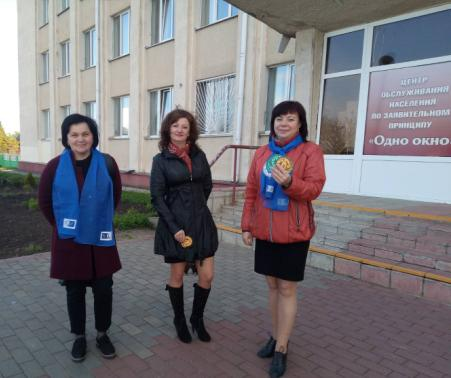 ЦЕНТР
ОБСЛУЖИВАНИЯ
НАСЕЛЕНИЯ
ПО ЗАЯВИТЕЛЬНОМУ
ПРИНЦИПУ
«Одно окно»